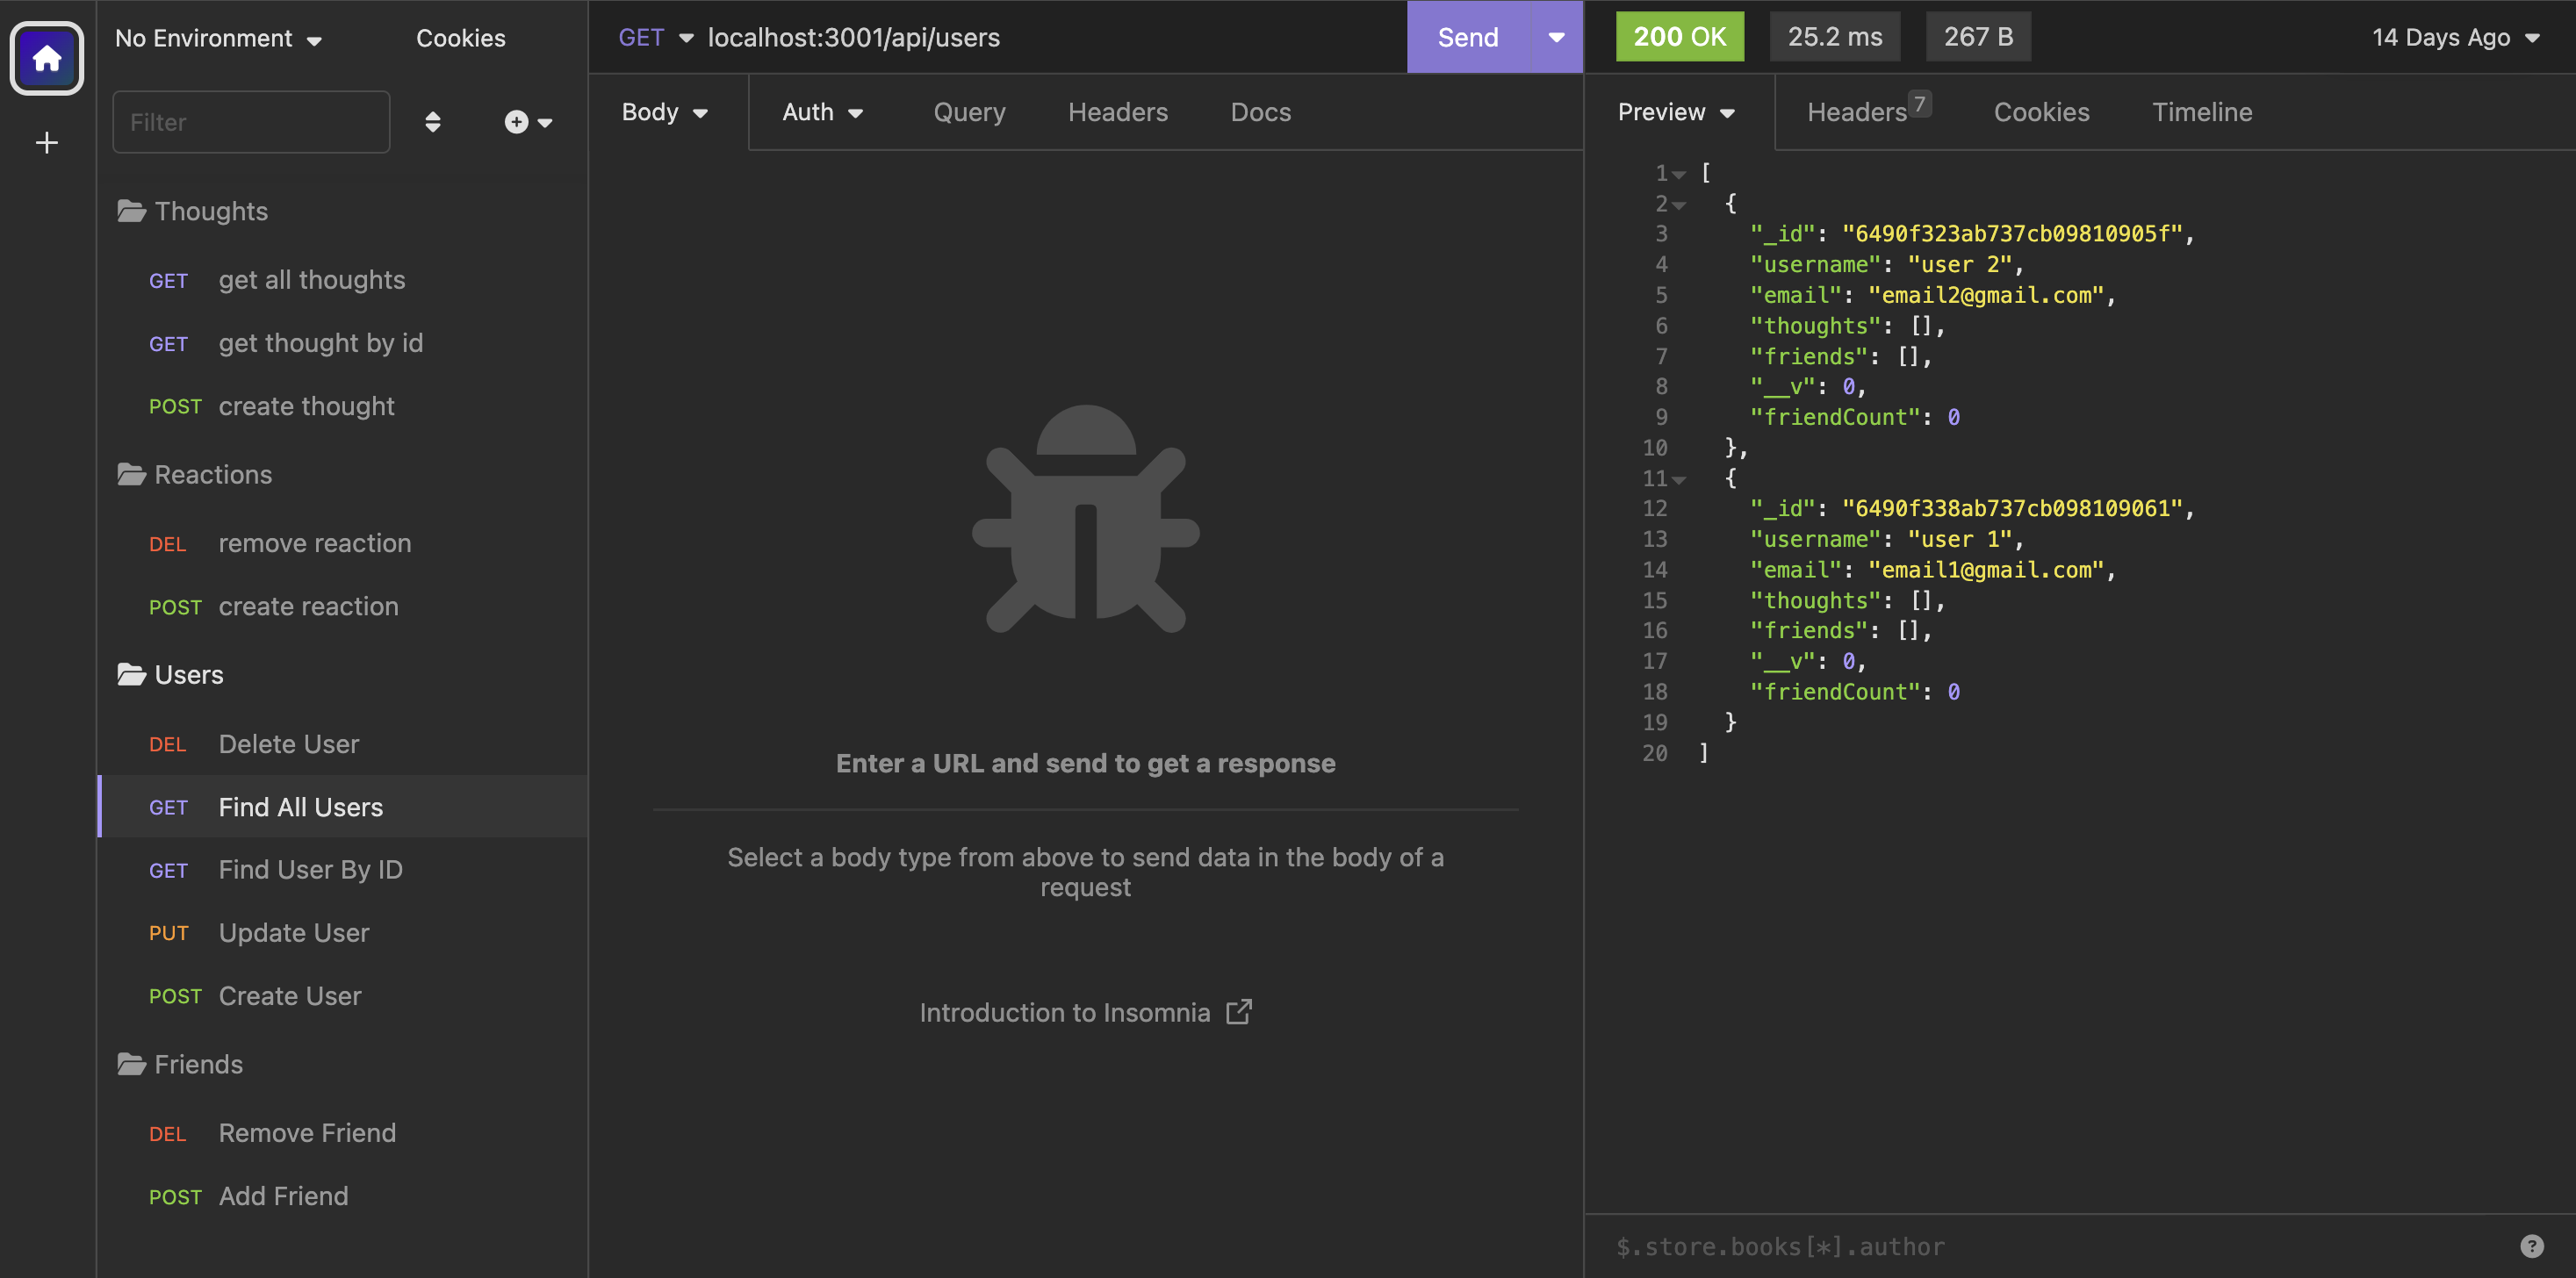 No Environment
Cookies
Filter
Thoughts
GET get all thoughts
GET get thought by id
POST create thought
Reactions
DEL remove reaction
POST create reaction
Users
DEL Delete User
GET Find All Users
GET Find User By ID
PUT Update User
POST Create User
Friends
DEL Remove Friend
POST Add Friend
GET localhost:3001/api/users
Send
Body Auth Query Headers Docs
Enter a URL and send to get a response
Select a body type from above to send data in the body of a
request
Introduction to Insomnia
200 OK 25.2 ms 267 B 14 Days Ago
Preview Headers 7 Cookies Timeline
1 [
2 {
3 "_id": "6490f323ab737cb09810905f",
4 "username": "user 2",
5 "email": "email2@gmail.com",
6 "thoughts": [],
7 "friends": [],
8 "__v": 0,
9 "friendCount": 0
10 },
11 {
12 "_id": "6490f338ab737cb098109061",
13 "username": "user 1",
14 "email": "email1@gmail.com",
15 "thoughts": [],
16 "friends": [],
17 "__v": 0,
18 "friendCount": 0
19 }
20 ]
$.store.books[*].author
?